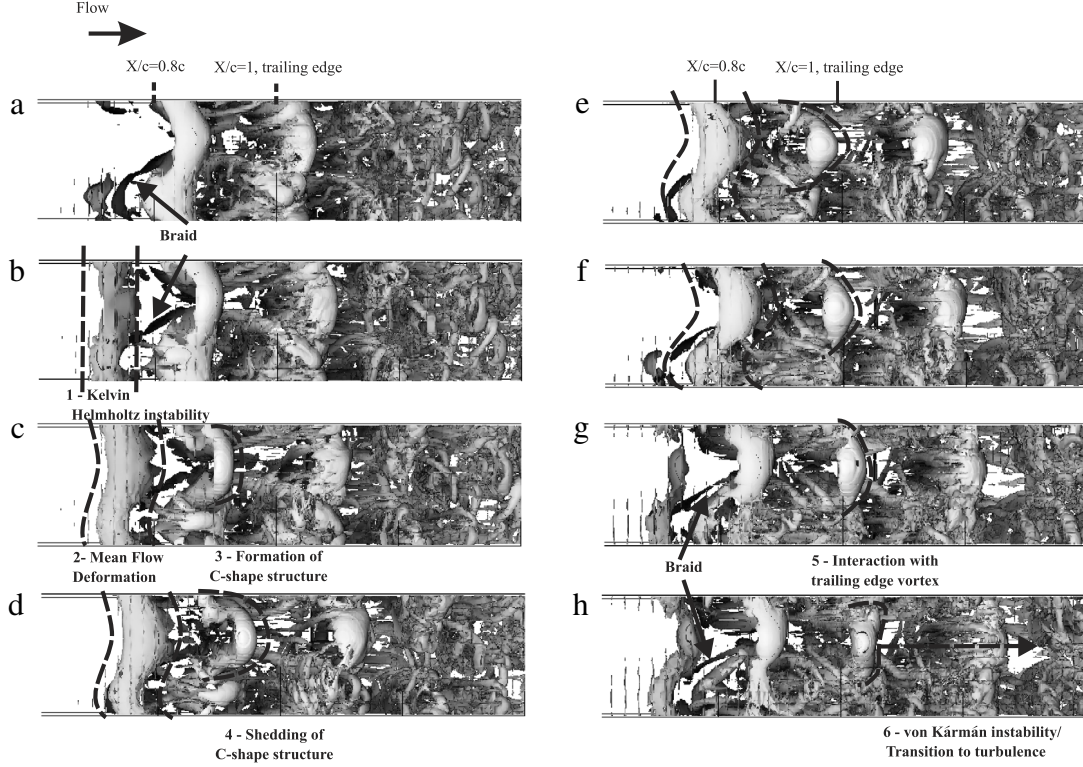 Flow
X/c=0.8c
X/c=1, trailing edge
a
Braid
b
1 - Kelvin
Helmholtz instability
c
2- Mean Flow
Deformation
3 - Formation of
C-shape structure
d
4 - Shedding of
C-shape structure
X/c=0.8c
X/c=1, trailing edge
e
f
g
Braid
5 - Interaction with
trailing edge vortex
h
6 - von Kármán instability/
Transition to turbulence